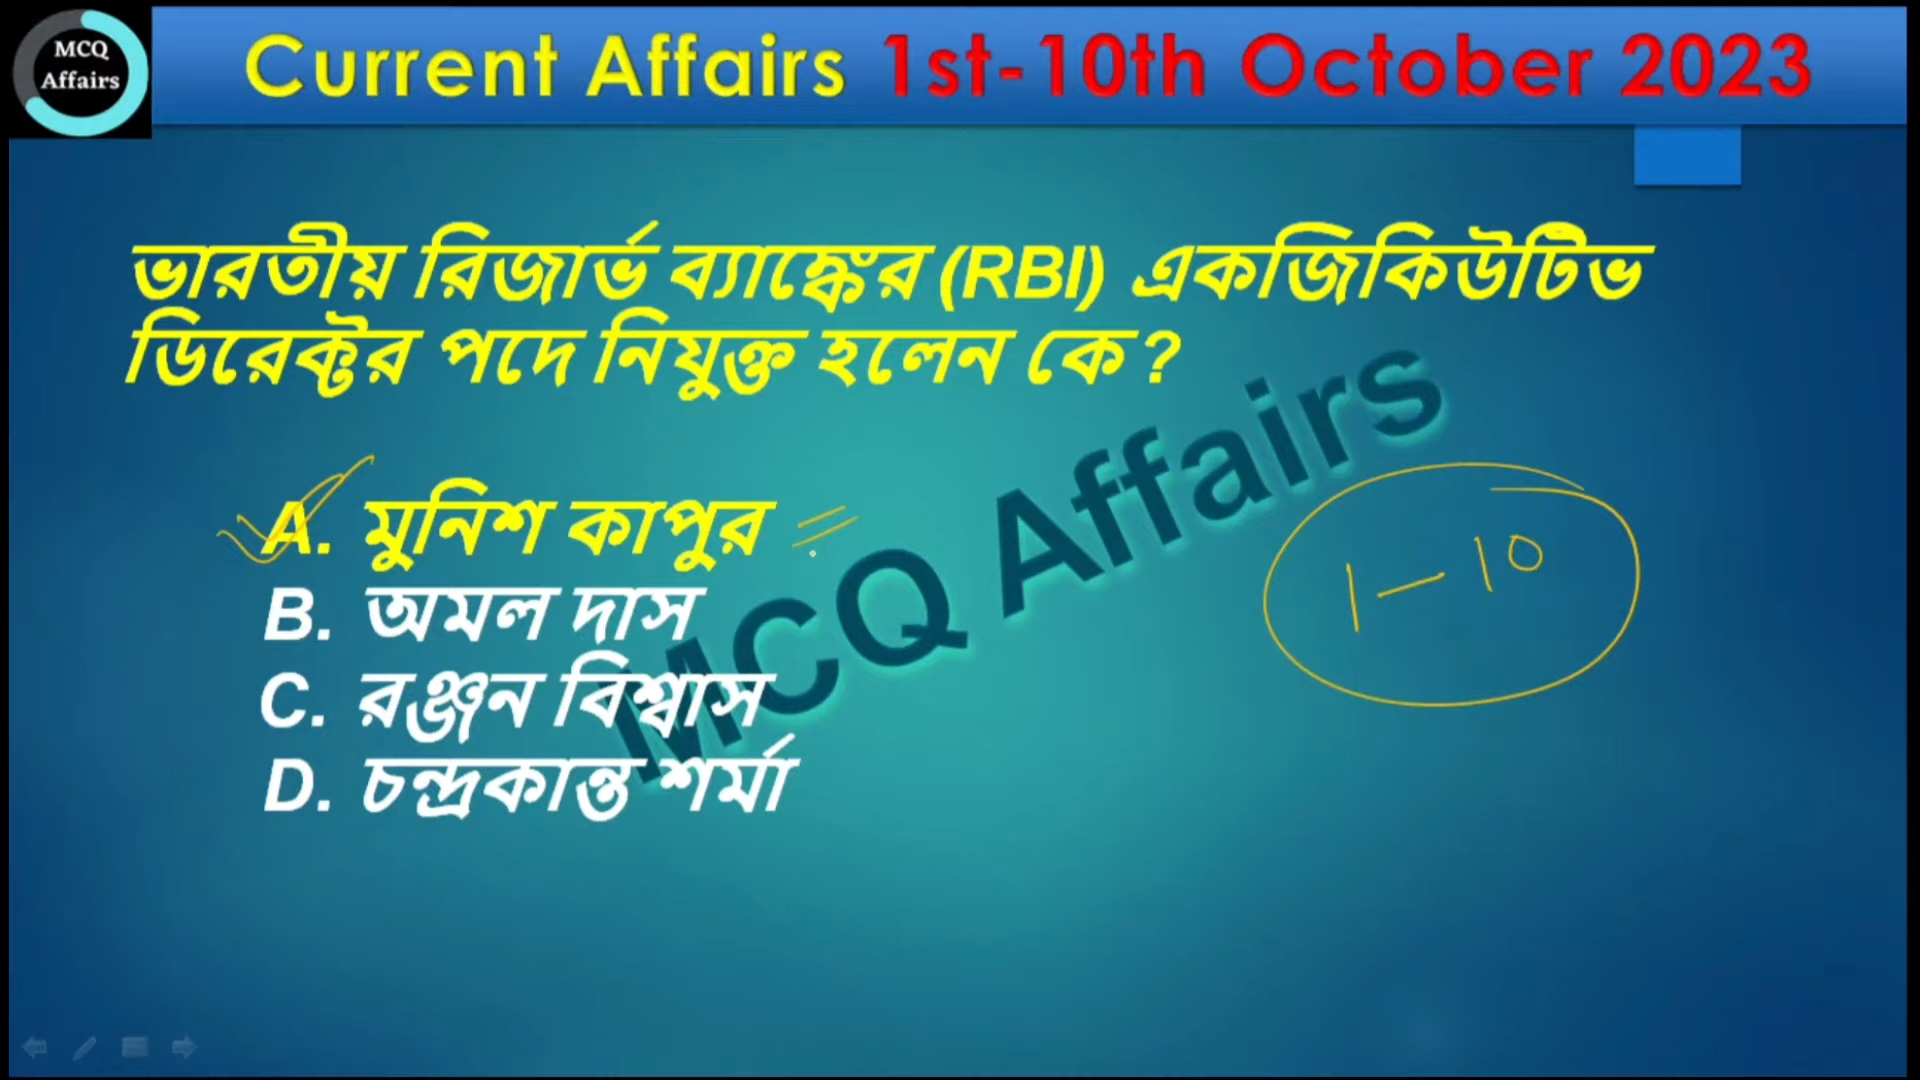 MCQ
Affairs
Current Affairs 1st-10th October 2023
ভারতীয় রিজার্ভ ব্যাঙ্কের (RBI) একজিকিউটিভ
ডিরেক্টর পদে নিযুক্ত হলেন কে?
A. মুনিশ কাপুর
B. অমল দাস
C. রঞ্জন বিশ্বাস
D. চন্দ্রকান্ত শর্মা
MCQ Affairs
1-10